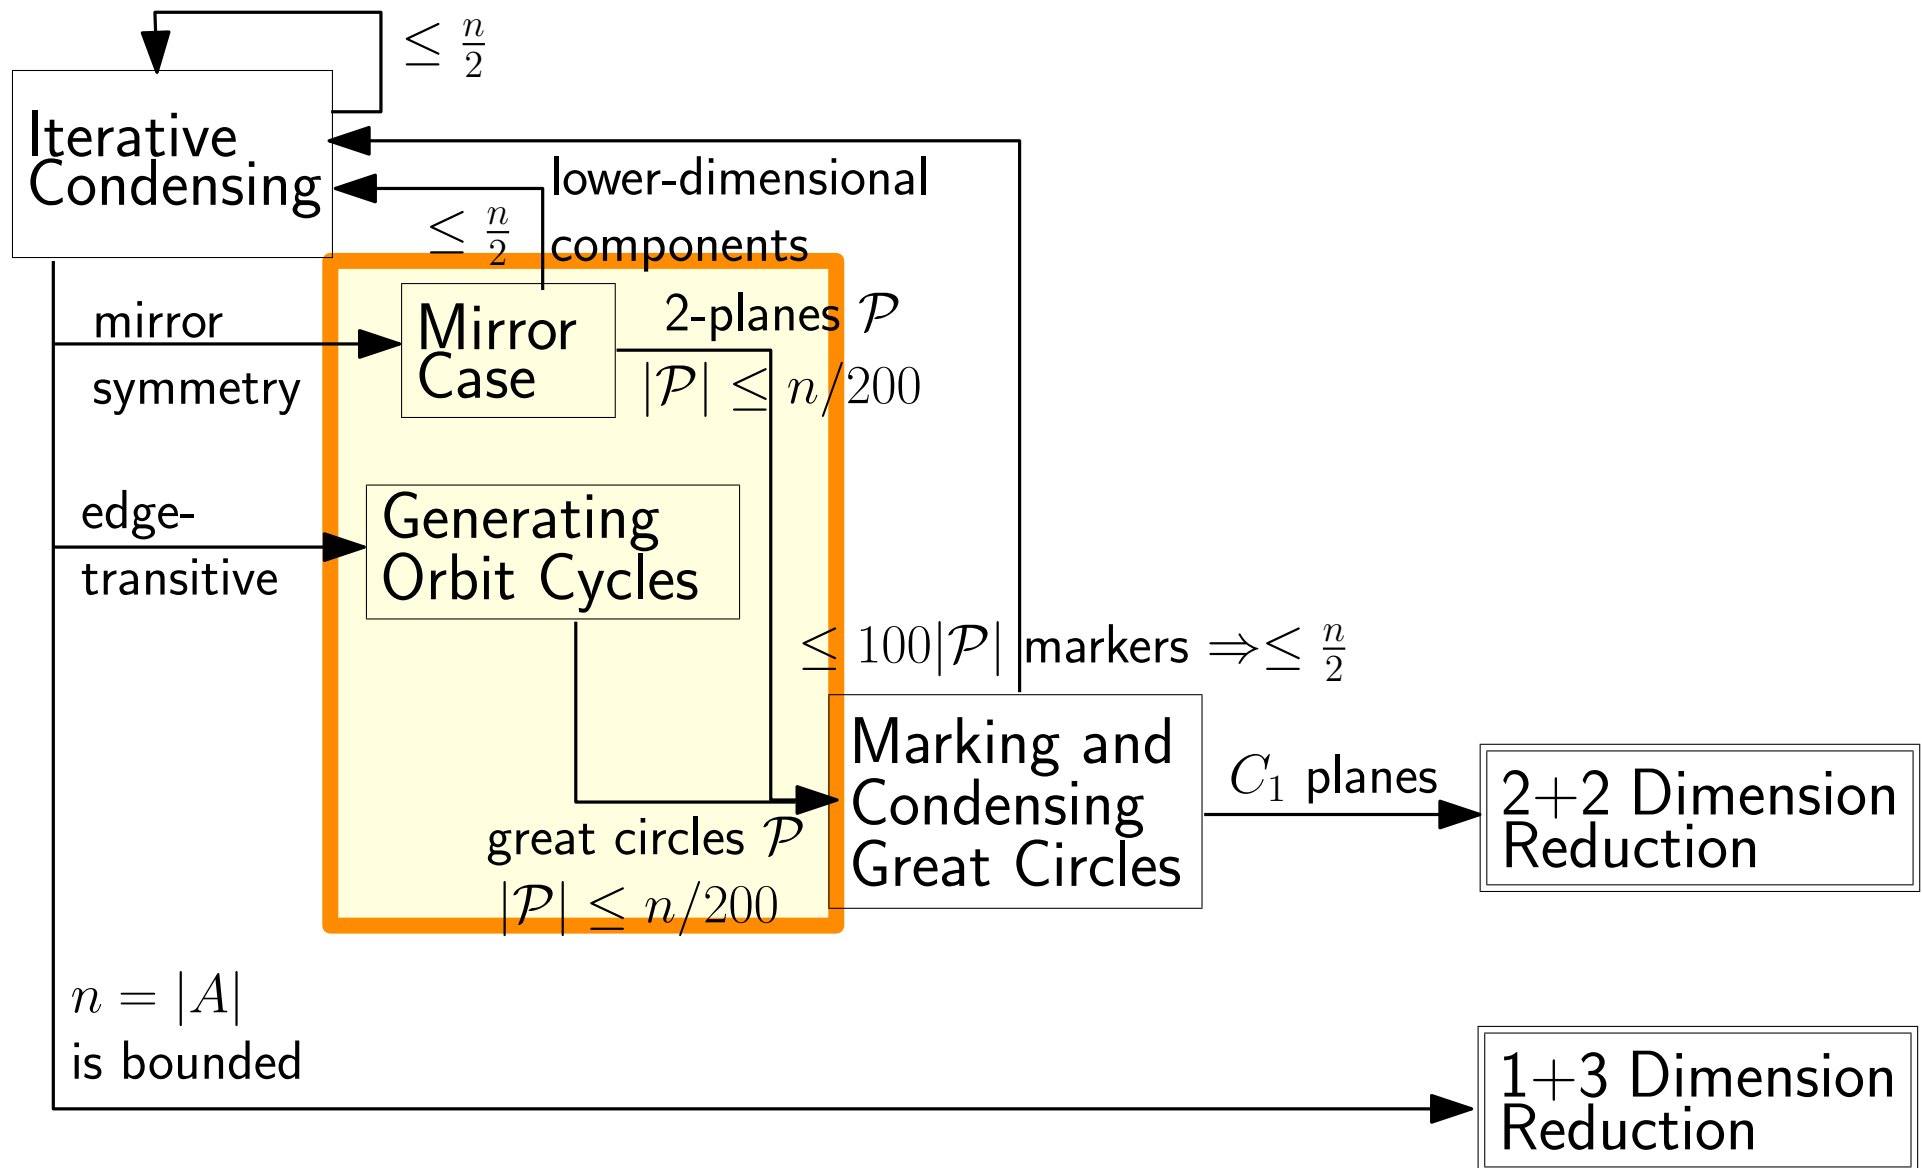 ≤ n/2
Iterative
Condensing
lower-dimensional
components
≤ n/2
mirror
symmetry
Mirror
Case
2-planes 𝒫
|𝒫| ≤ n/200
edge-
transitive
Generating
Orbit Cycles
≤ 100|𝒫| markers ⇒≤ n/2
Marking and
Condensing
Great Circles
great circles 𝒫
|𝒫| ≤ n/200
C₁ planes
2+2 Dimension
Reduction
n = |A|
is bounded
1+3 Dimension
Reduction